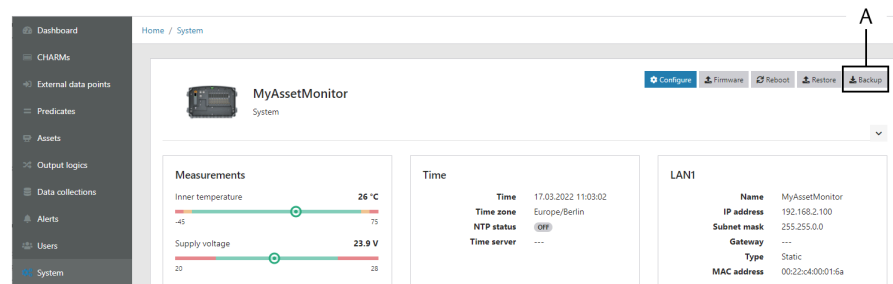 A
Dashboard
Home / System
CHARMs
External data points
Configure Firmware Reboot Restore Backup
MyAssetMonitor
System
Predicates
Assets
Output logics
Data collections
Alerts
Users
System
Measurements
Inner temperature 26 °C
-45 75
Supply voltage 23.9 V
20 28
Time
Time 17.03.2022 11:03:02
Time zone Europe/Berlin
NTP status OFF
Time server ---
LAN1
Name MyAssetMonitor
IP address 192.168.2.100
Subnet mask 255.255.0.0
Gateway ---
Type Static
MAC address 00:22:c4:00:01:6a